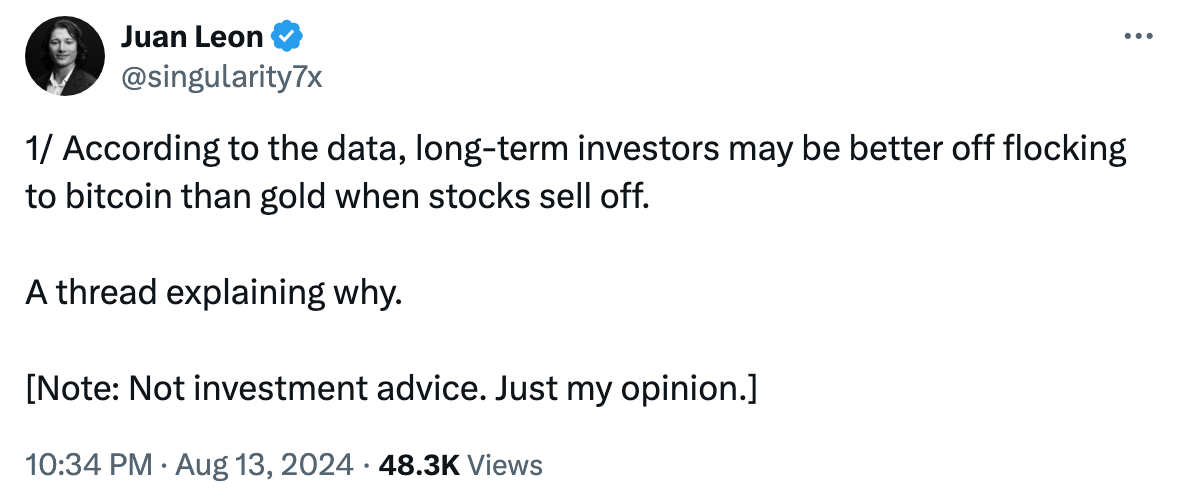 Juan Leon
@singularity7x
1/ According to the data, long-term investors may be better off flocking
to bitcoin than gold when stocks sell off.
A thread explaining why.
[Note: Not investment advice. Just my opinion.]
10:34 PM · Aug 13, 2024 · 48.3K Views